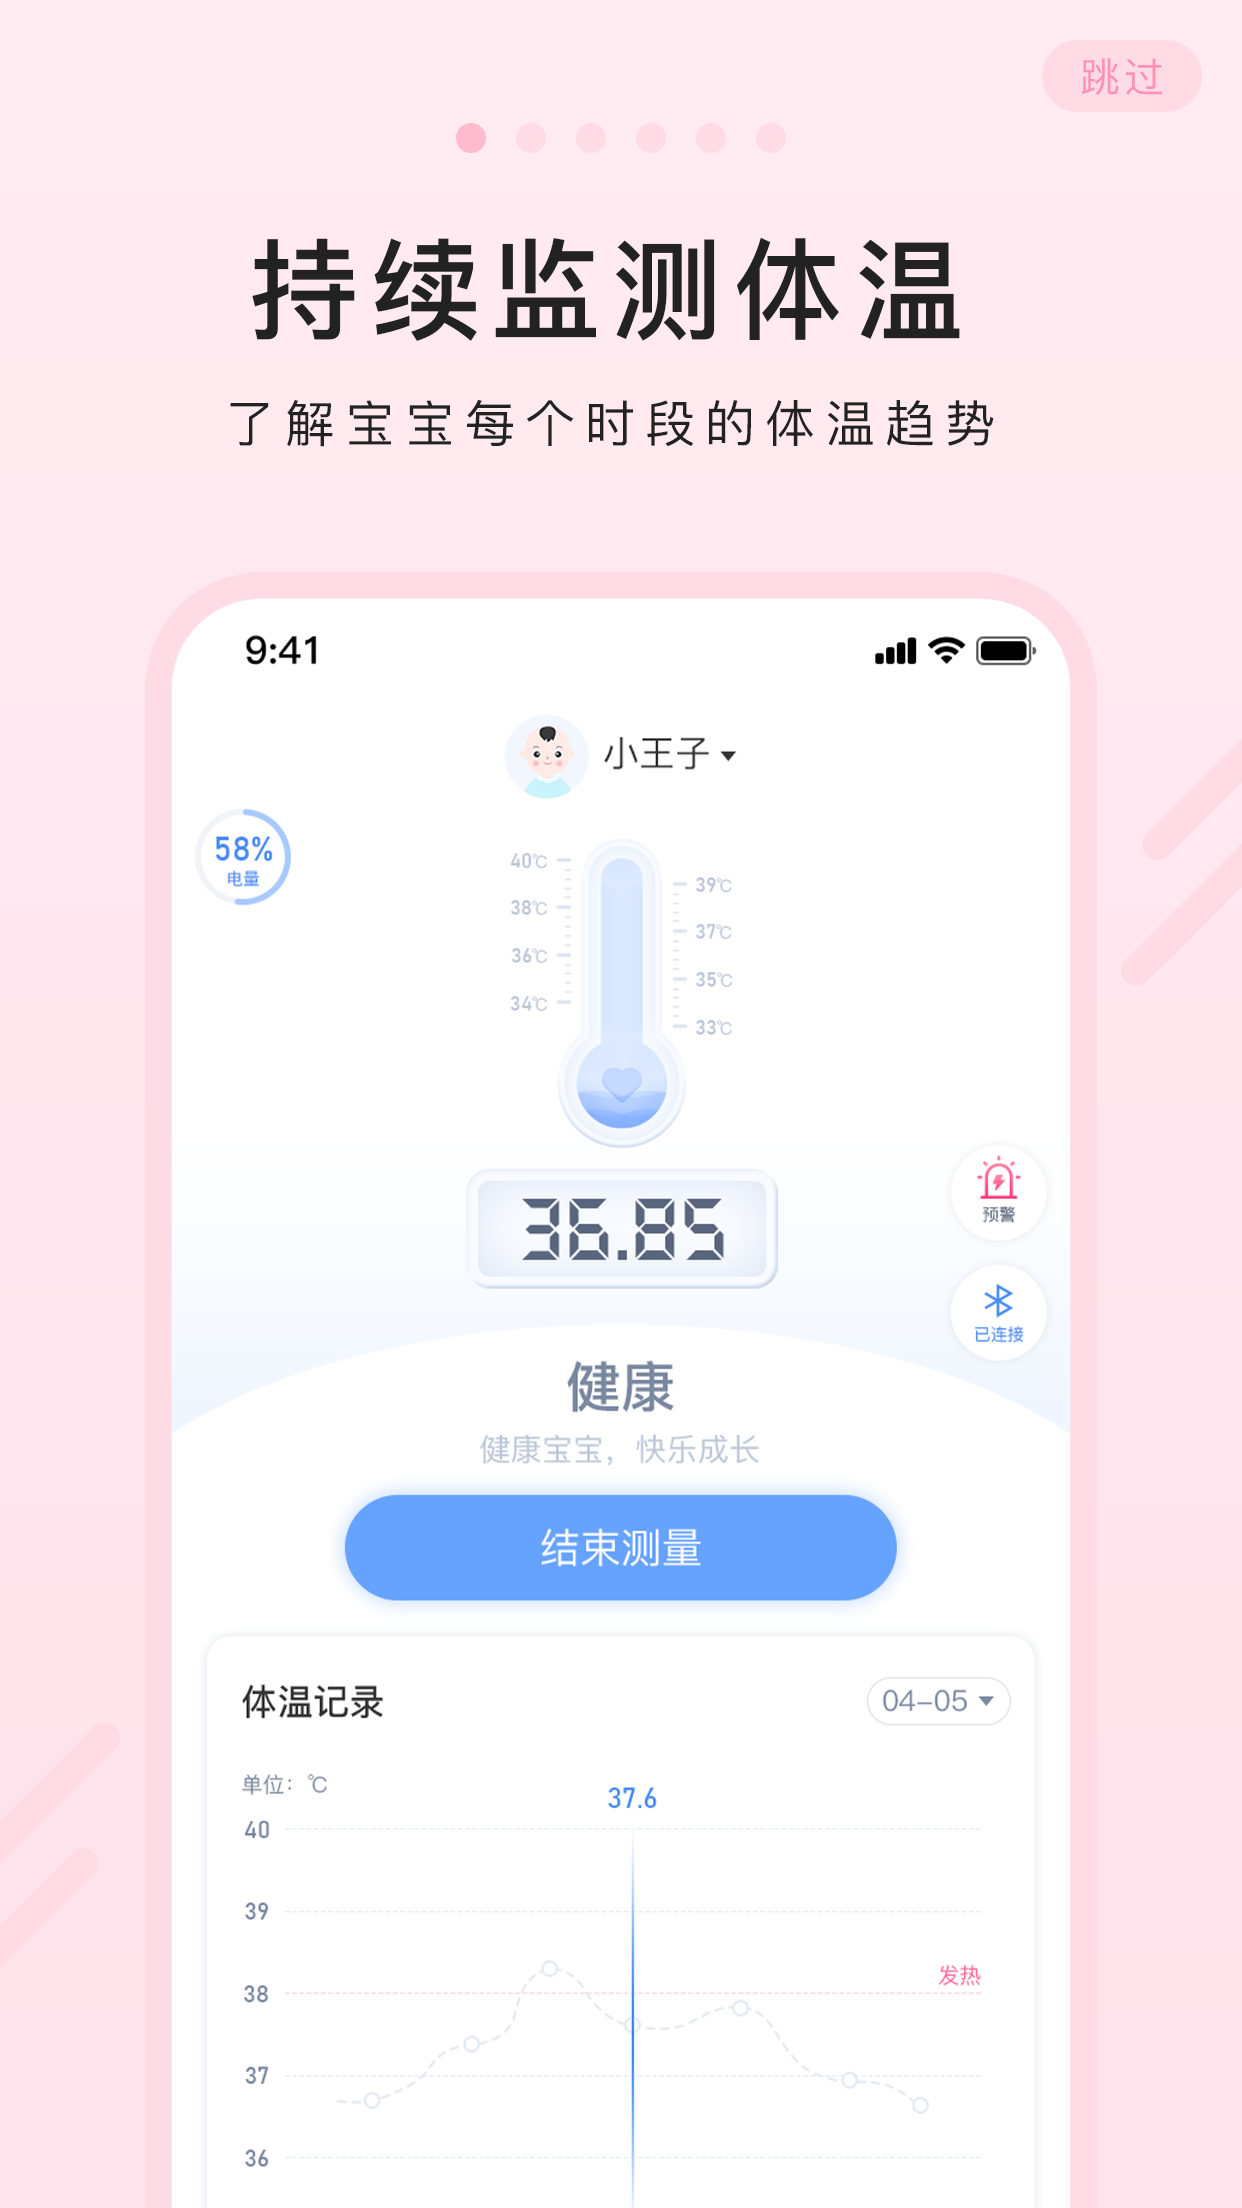 跳过
持续监测体温
了解宝宝每个时段的体温趋势
9:41
小王子
58%
电量
40℃
39℃
38℃
37℃
36℃
35℃
34℃
33℃
36.85
预警
已连接
健康
健康宝宝，快乐成长
结束测量
体温记录
04-05
单位：℃
37.6
40
39
发热
38
37
36